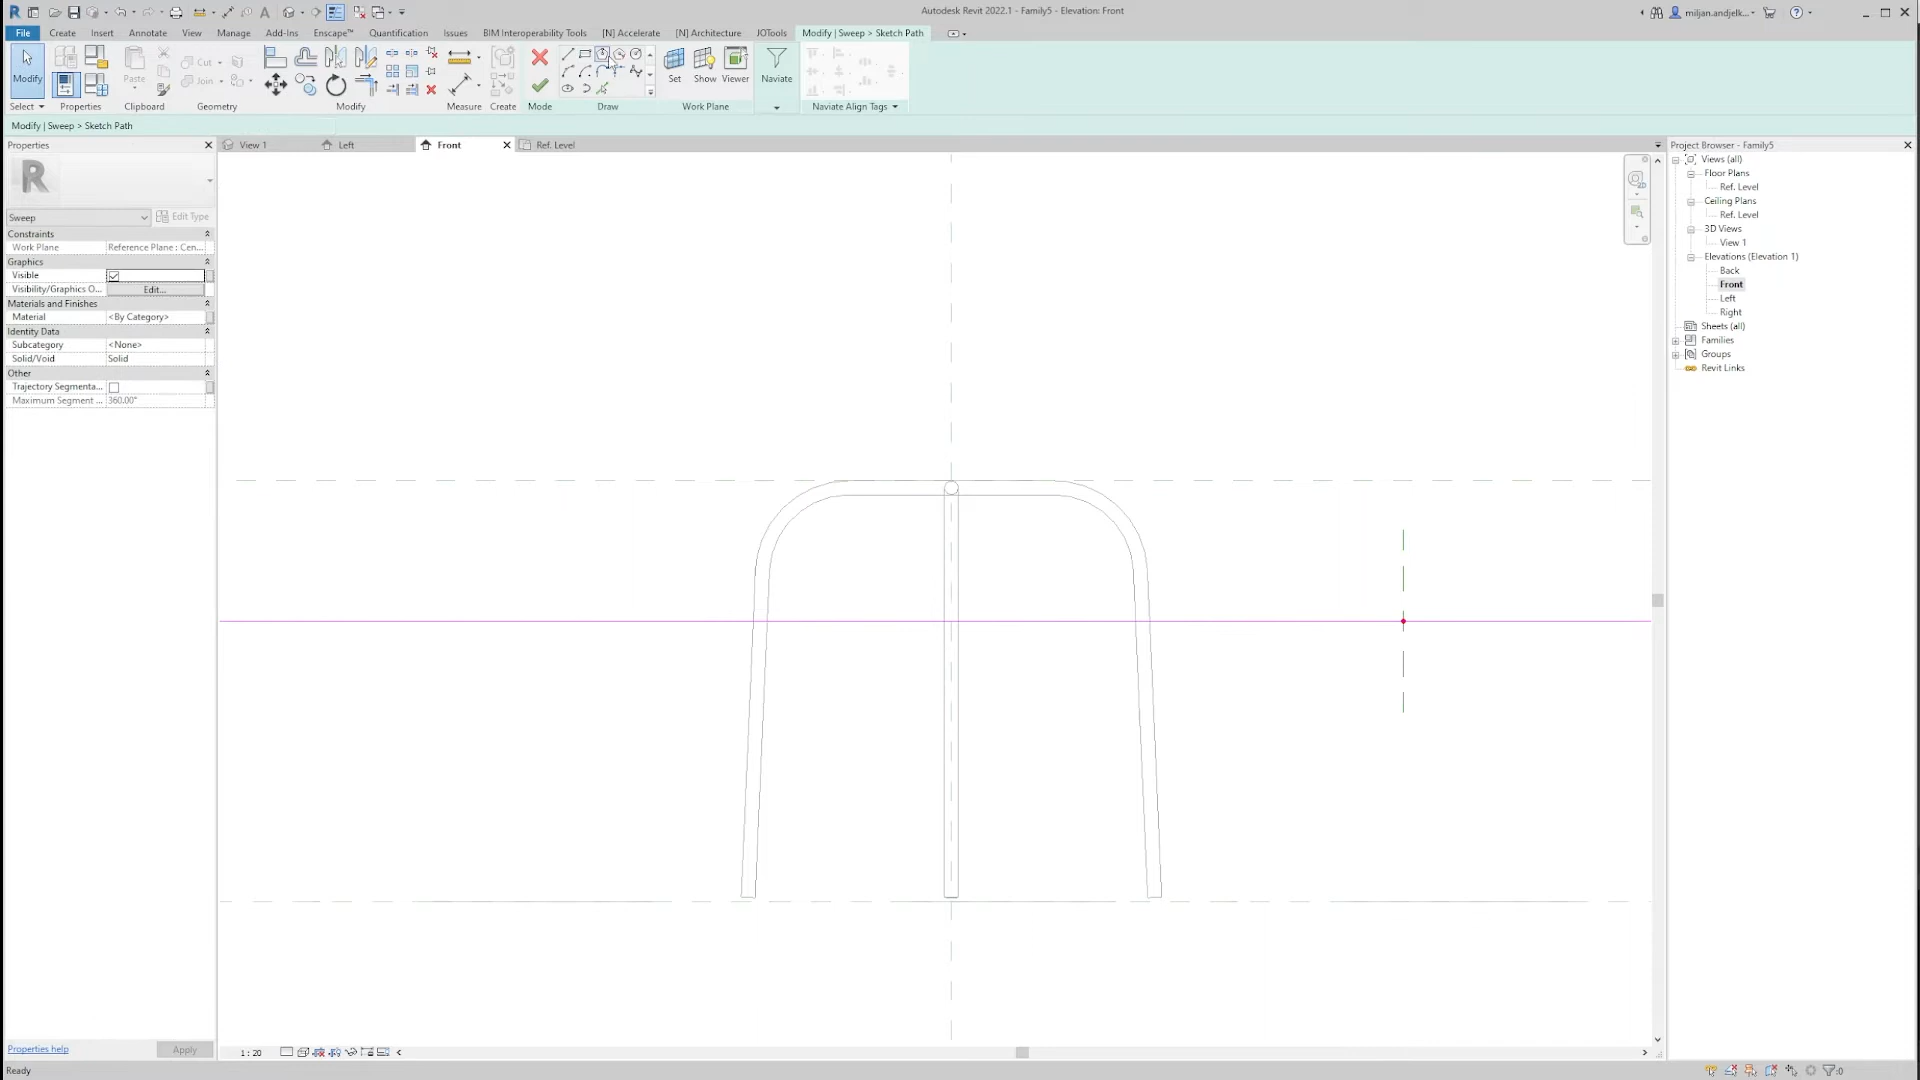 Autodesk Revit 2022.1 - Family5 - Elevation: Front
miljan.andjelk...
File Create Insert Annotate View Manage Add-Ins Enscape™ Quantification Issues BIM Interoperability Tools [N] Accelerate [N] Architecture JOTools Modify | Sweep > Sketch Path
Modify Paste Cut Join Set Show Viewer Naviate
Select Properties Clipboard Geometry Modify Measure Create Mode Draw Work Plane Naviate Align Tags
Modify | Sweep > Sketch Path
Properties
View 1 Left Front Ref. Level
Project Browser - Family5
Sweep Edit Type
Constraints
Work Plane Reference Plane : Cen...
Graphics
Visible
Visibility/Graphics O... Edit...
Materials and Finishes
Material <By Category>
Identity Data
Subcategory <None>
Solid/Void Solid
Other
Trajectory Segmenta...
Maximum Segment ... 360.00°
Views (all)
Floor Plans
Ref. Level
Ceiling Plans
Ref. Level
3D Views
View 1
Elevations (Elevation 1)
Back
Front
Left
Right
Sheets (all)
Families
Groups
Revit Links
2D
Properties help Apply
1 : 20
Ready
:0